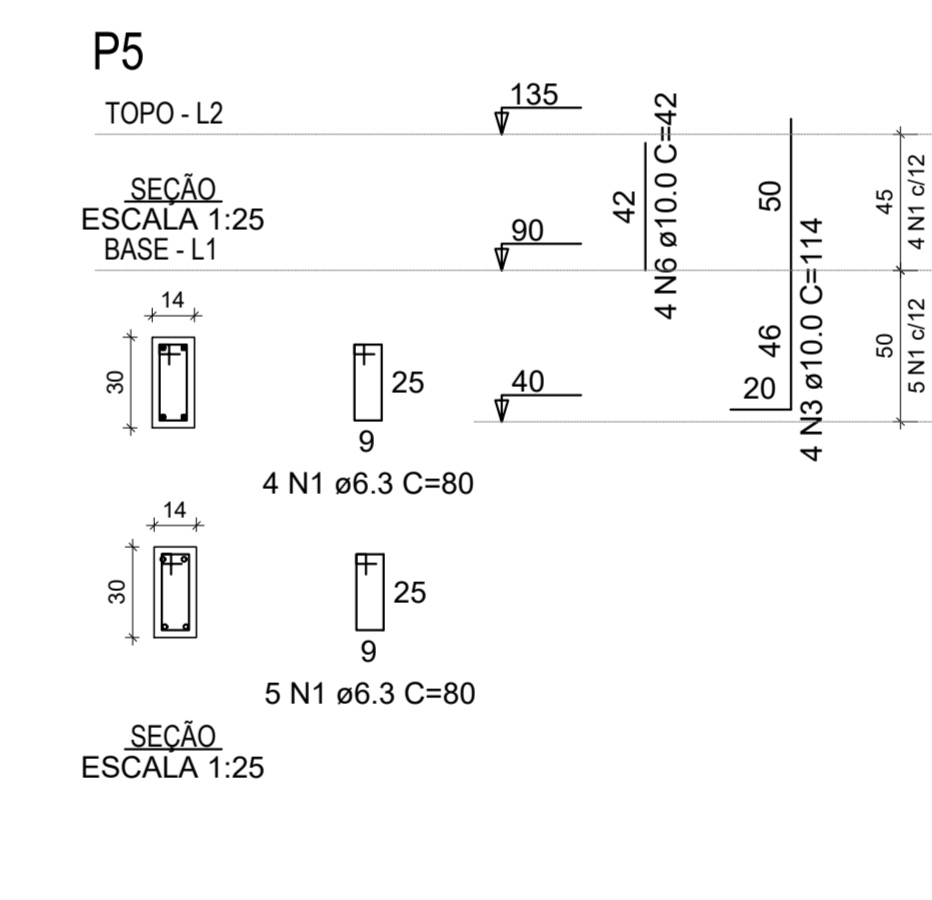 P5
TOPO - L2
135
SEÇÃO
ESCALA 1:25
BASE - L1
90
42
4 N6 ø10.0 C=42
50
46
20
4 N3 ø10.0 C=114
45
4 N1 c/12
50
5 N1 c/12
40
14
30
25
9
4 N1 ø6.3 C=80
14
30
25
9
5 N1 ø6.3 C=80
SEÇÃO
ESCALA 1:25